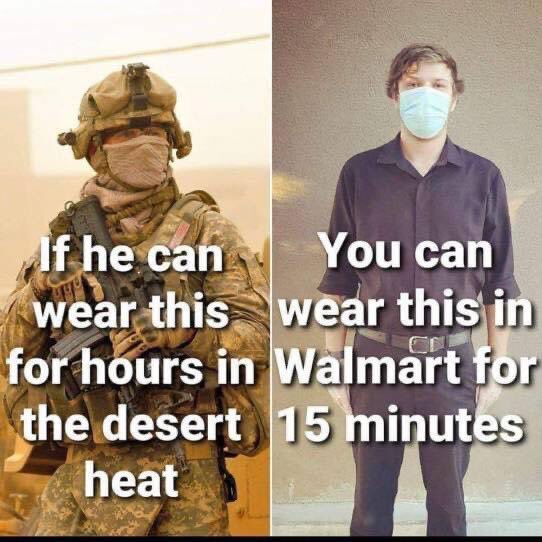 If he can
wear this
for hours in
the desert
heat
You can
wear this in
Walmart for
15 minutes